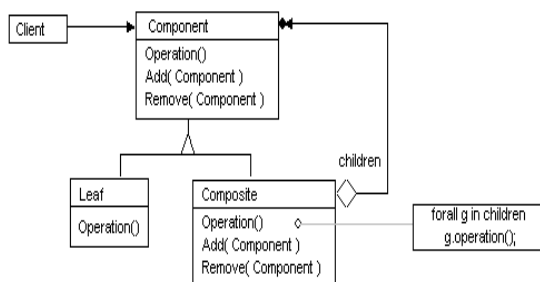 Client
Component
Operation()
Add( Component )
Remove( Component )
children
Leaf
Operation()
Composite
Operation()
Add( Component )
Remove( Component )
forall g in children
g.operation();